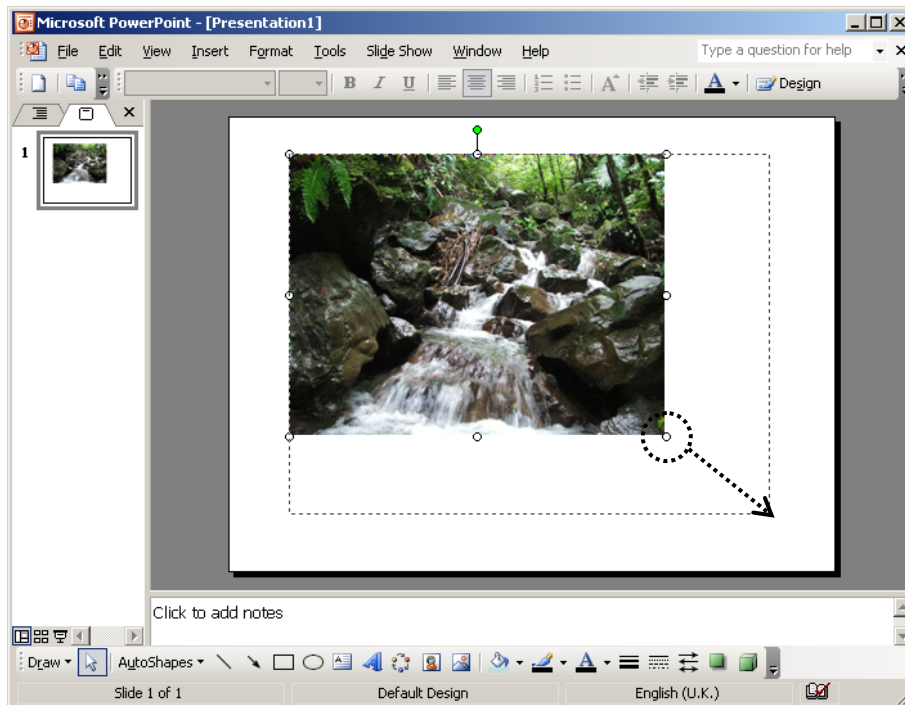 Microsoft PowerPoint - [Presentation1]
File Edit View Insert Format Tools Slide Show Window Help Type a question for help
B I U A A Design
1
Click to add notes
Draw AutoShapes A
Slide 1 of 1 Default Design English (U.K.)